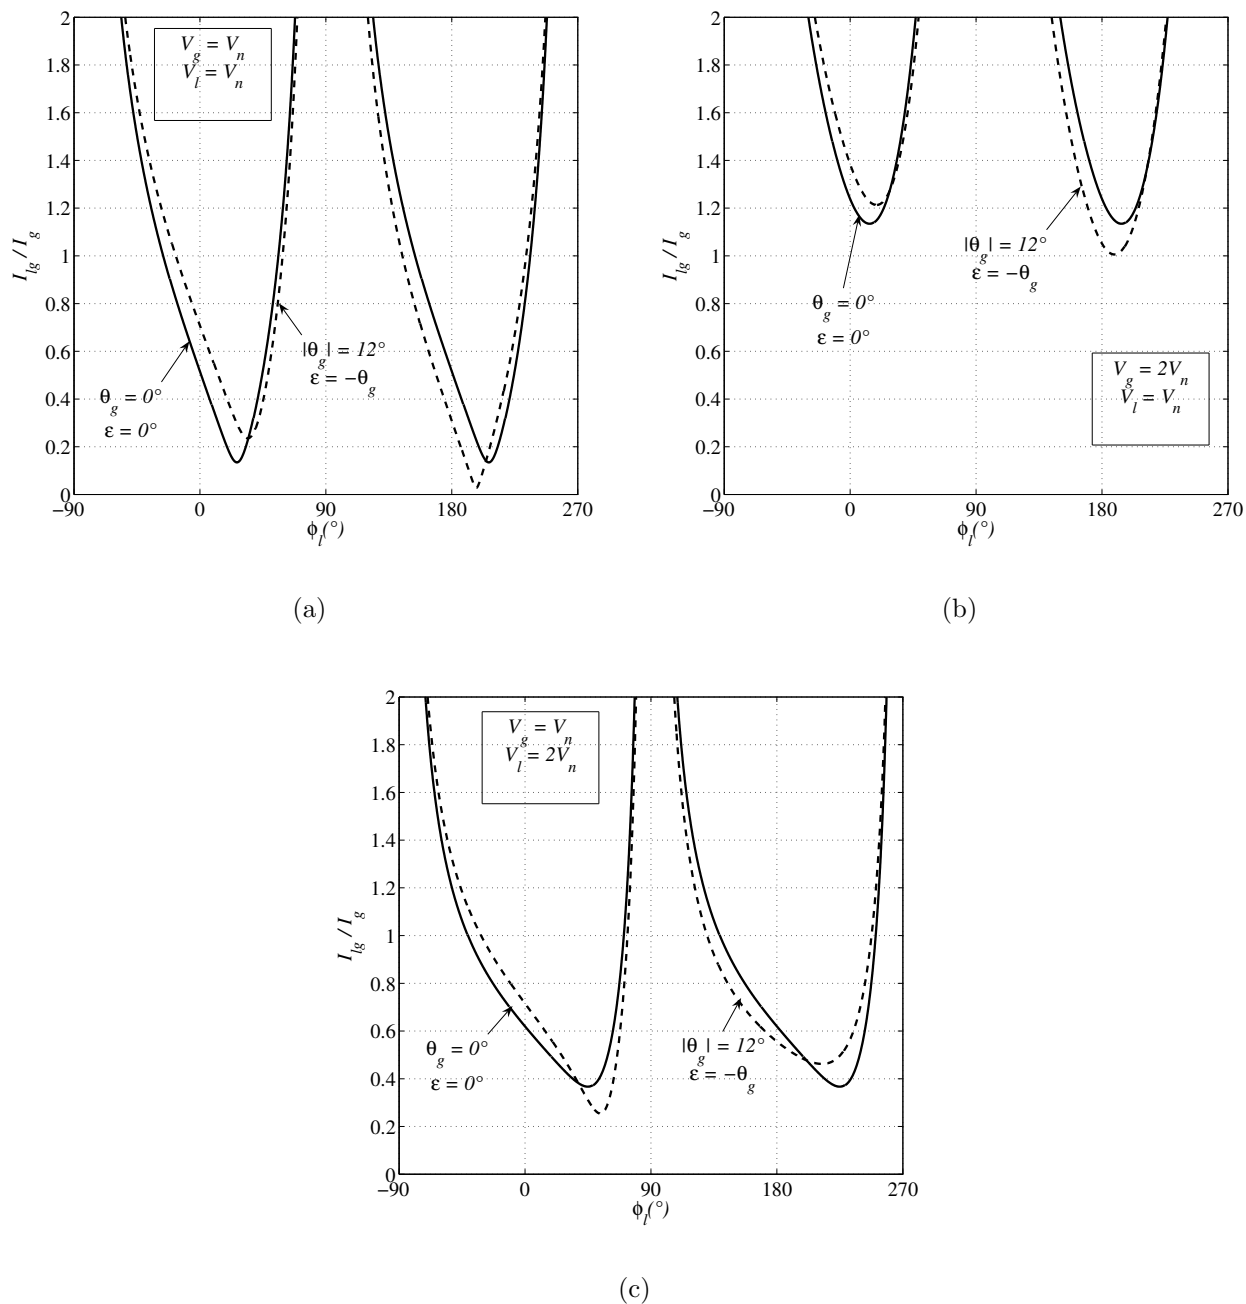 2
1.8
1.6
1.4
1.2
1
0.8
0.6
0.4
0.2
0
−90 0 90 180 270
I_lg / I_g
ϕ_l(°)
V_g = V_n
V_l = V_n
θ_g = 0°
ε = 0°
|θ_g| = 12°
ε = −θ_g
(a)
2
1.8
1.6
1.4
1.2
1
0.8
0.6
0.4
0.2
0
−90 0 90 180 270
I_lg / I_g
ϕ_l(°)
θ_g = 0°
ε = 0°
|θ_g| = 12°
ε = −θ_g
V_g = 2V_n
V_l = V_n
(b)
2
1.8
1.6
1.4
1.2
1
0.8
0.6
0.4
0.2
0
−90 0 90 180 270
I_lg / I_g
ϕ_l(°)
V_g = V_n
V_l = 2V_n
θ_g = 0°
ε = 0°
|θ_g| = 12°
ε = −θ_g
(c)